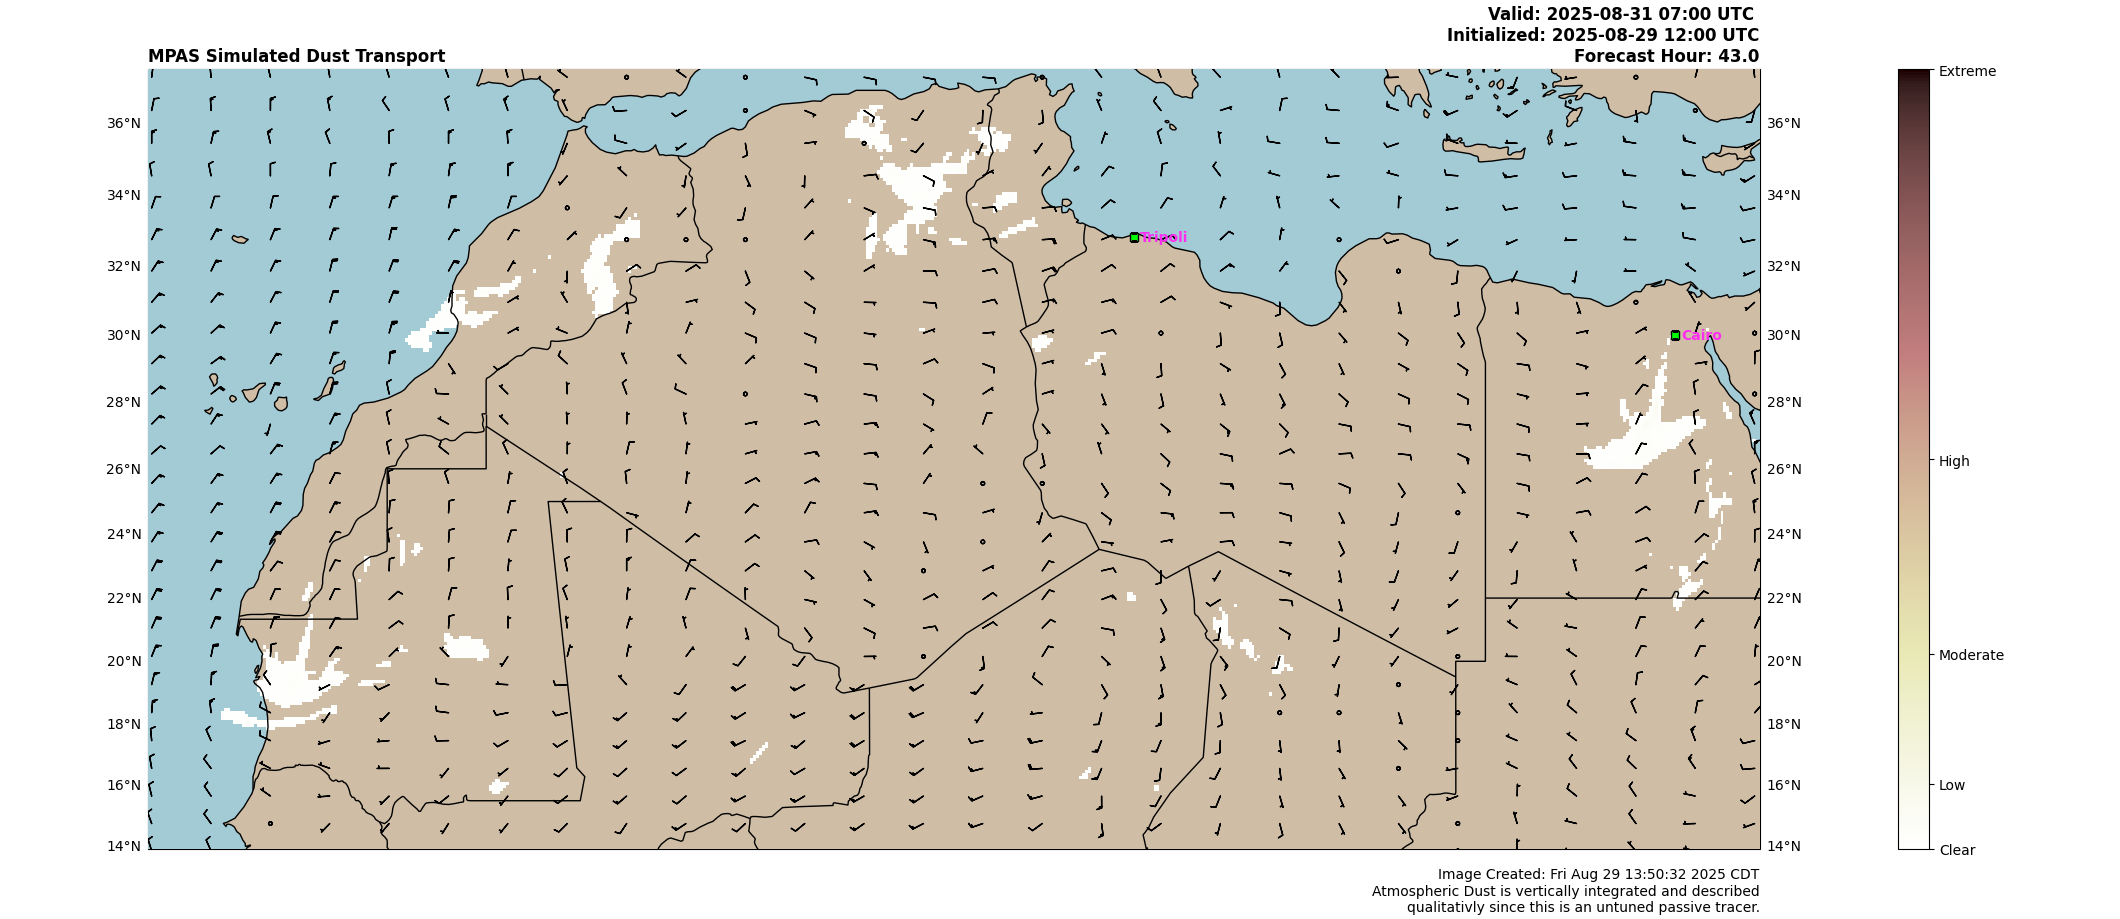 Valid: 2025-08-31 07:00 UTC
Initialized: 2025-08-29 12:00 UTC
MPAS Simulated Dust Transport
Forecast Hour: 43.0
Extreme
36°N
36°N
34°N
34°N
Tripoli
32°N
32°N
30°N
Cairo
30°N
28°N
28°N
26°N
26°N
High
24°N
24°N
22°N
22°N
20°N
20°N
Moderate
18°N
18°N
16°N
16°N
Low
14°N
14°N
Clear
Image Created: Fri Aug 29 13:50:32 2025 CDT
Atmospheric Dust is vertically integrated and described
qualitativly since this is an untuned passive tracer.